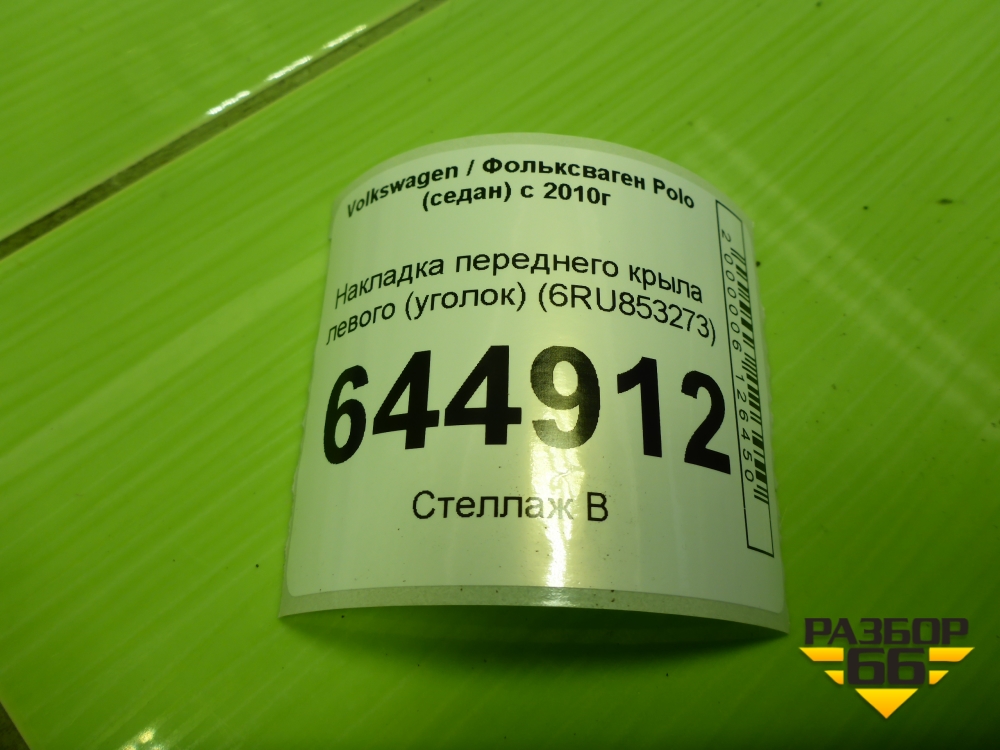 Volkswagen / Фольксваген Polo
(седан) с 2010г
Накладка переднего крыла
левого (уголок) (6RU853273)
644912
Стеллаж В
2000006126450
РАЗБОР
66